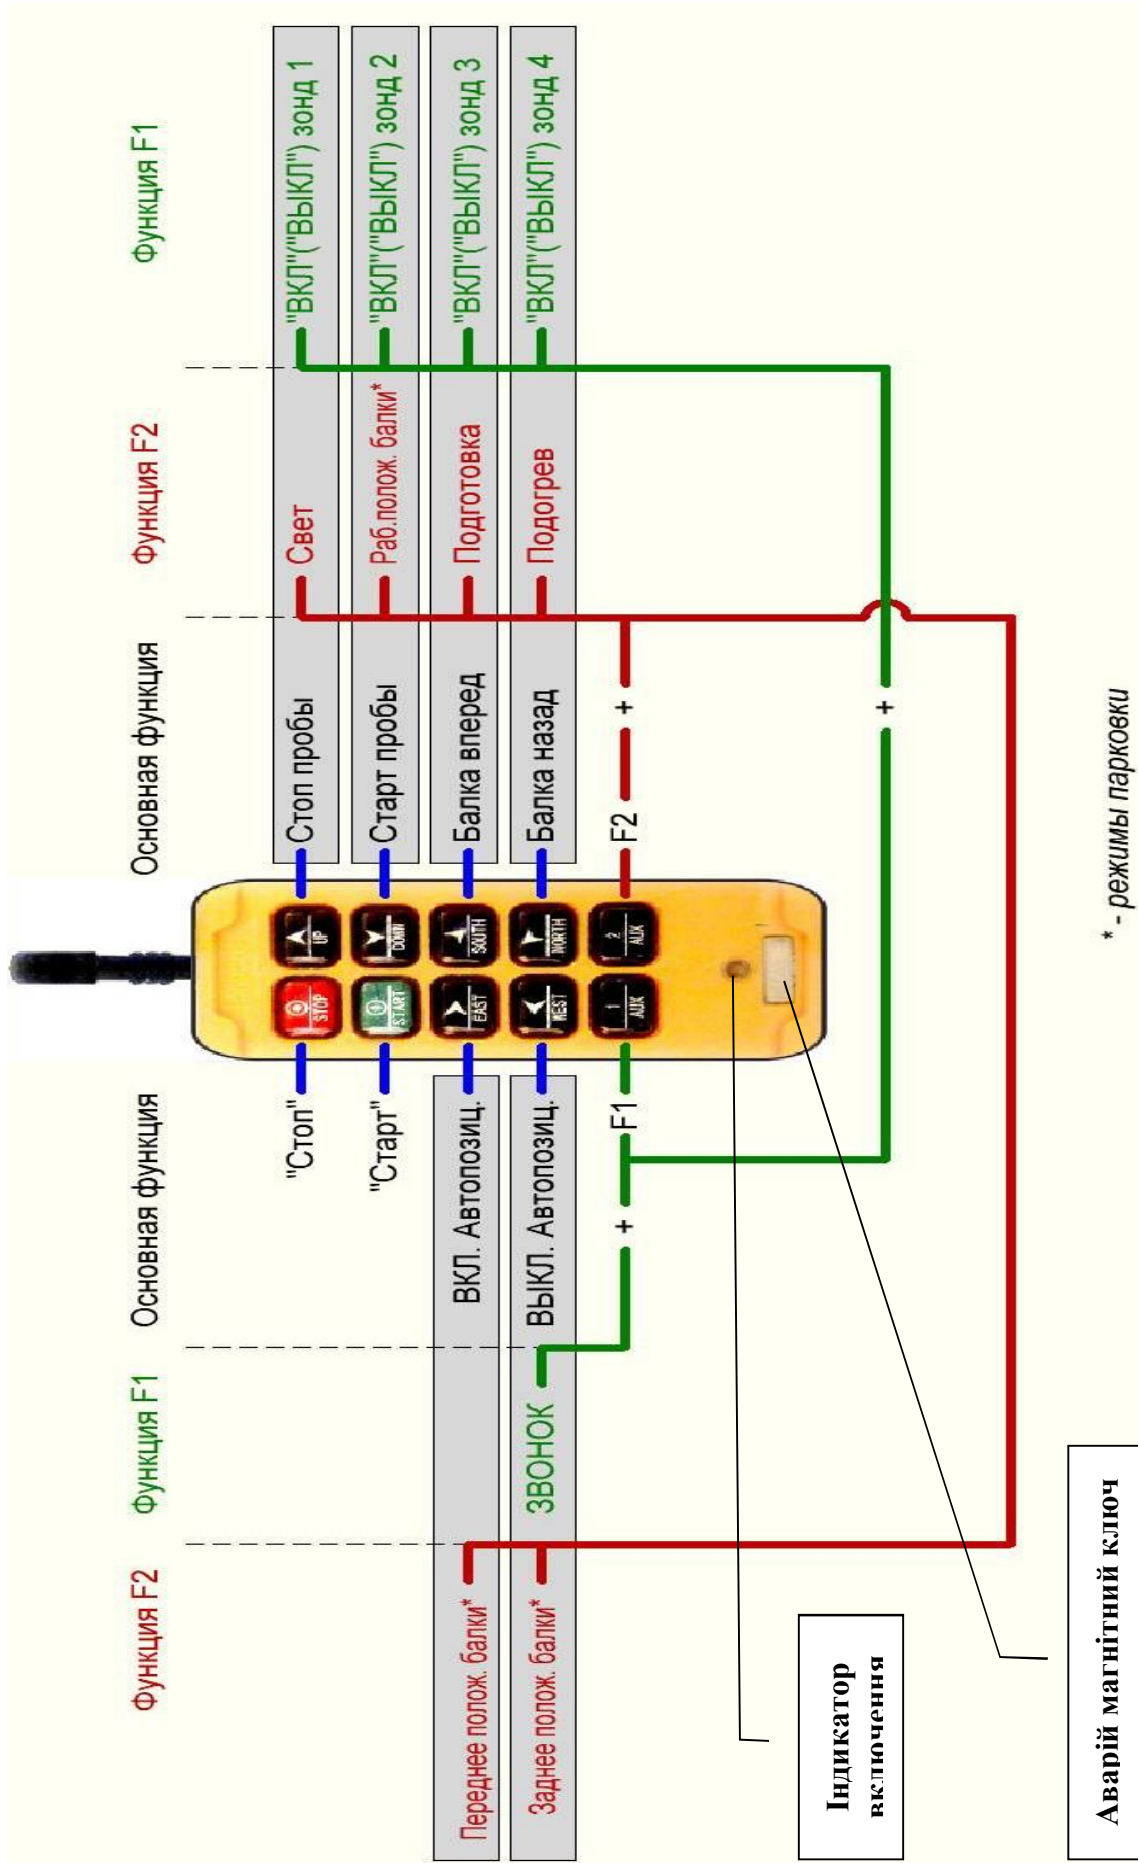 Функция F2
Функция F1
Основная функция
Основная функция
Функция F2
Функция F1
"Стоп"
STOP
UP
Стоп пробы
Свет
"ВКЛ"("ВЫКЛ") зонд 1
"Старт"
START
DOWN
Старт пробы
Раб.полож. балки*
"ВКЛ"("ВЫКЛ") зонд 2
Переднее полож. балки*
ВКЛ. Автопозиц.
EAST
SOUTH
Балка вперед
Подготовка
"ВКЛ"("ВЫКЛ") зонд 3
Заднее полож. балки*
ЗВОНОК
ВЫКЛ. Автопозиц.
WEST
NORTH
Балка назад
Подогрев
"ВКЛ"("ВЫКЛ") зонд 4
+
F1
1
AUX
2
AUX
F2
+
+
Індикатор
включення
Аварій магнітний ключ
* - режимы парковки